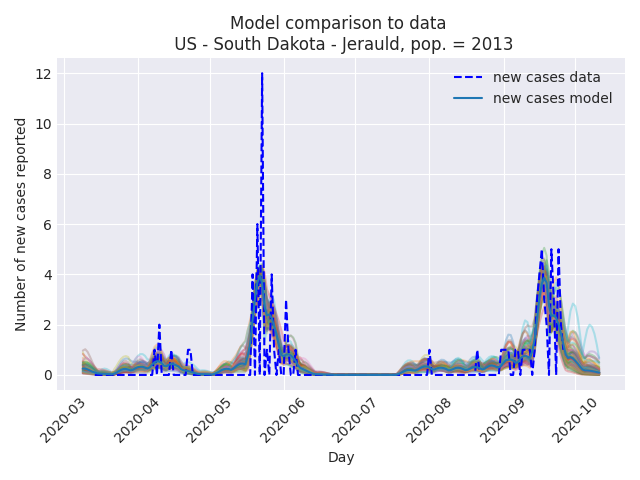 Model comparison to data
US - South Dakota - Jerauld, pop. = 2013
new cases data
new cases model
Number of new cases reported
12
10
8
6
4
2
0
2020-03
2020-04
2020-05
2020-06
2020-07
2020-08
2020-09
2020-10
Day